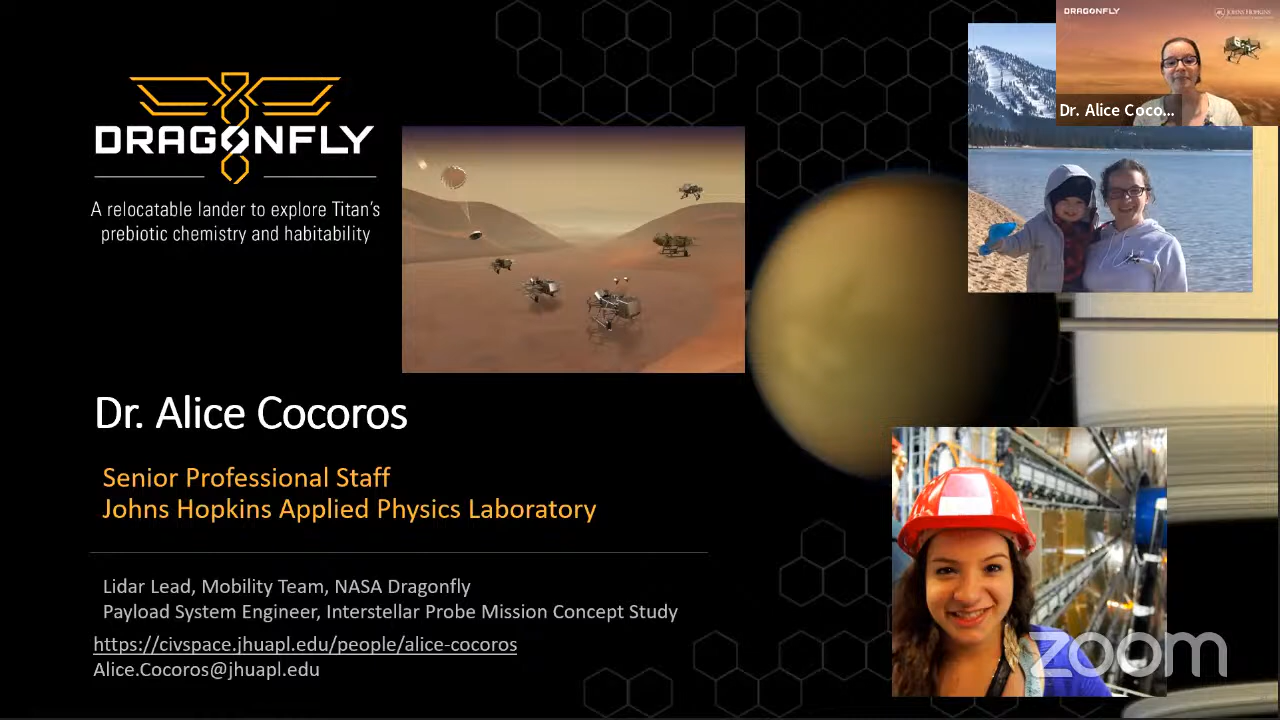 DRAGONFLY
A relocatable lander to explore Titan's
prebiotic chemistry and habitability
DRAGONFLY
JOHNS HOPKINS
Dr. Alice Coco...
Dr. Alice Cocoros
Senior Professional Staff
Johns Hopkins Applied Physics Laboratory
Lidar Lead, Mobility Team, NASA Dragonfly
Payload System Engineer, Interstellar Probe Mission Concept Study
https://civspace.jhuapl.edu/people/alice-cocoros
Alice.Cocoros@jhuapl.edu
zoom